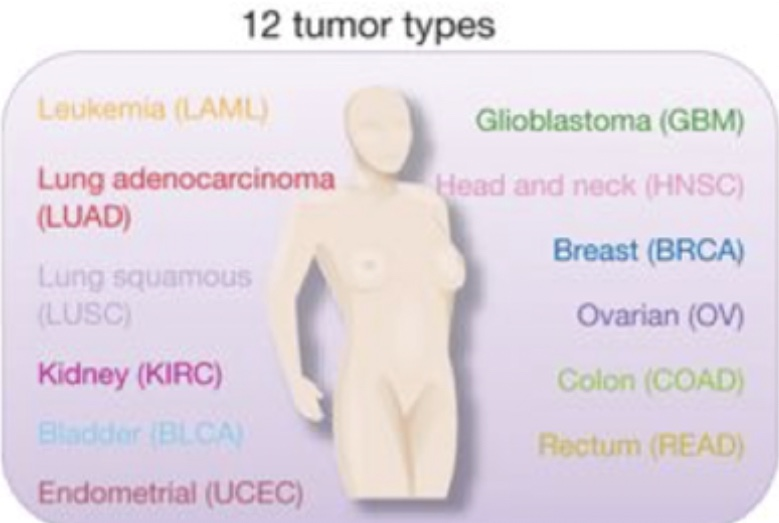 12 tumor types
Leukemia (LAML)
Lung adenocarcinoma
(LUAD)
Lung squamous
(LUSC)
Kidney (KIRC)
Bladder (BLCA)
Endometrial (UCEC)
Glioblastoma (GBM)
Head and neck (HNSC)
Breast (BRCA)
Ovarian (OV)
Colon (COAD)
Rectum (READ)